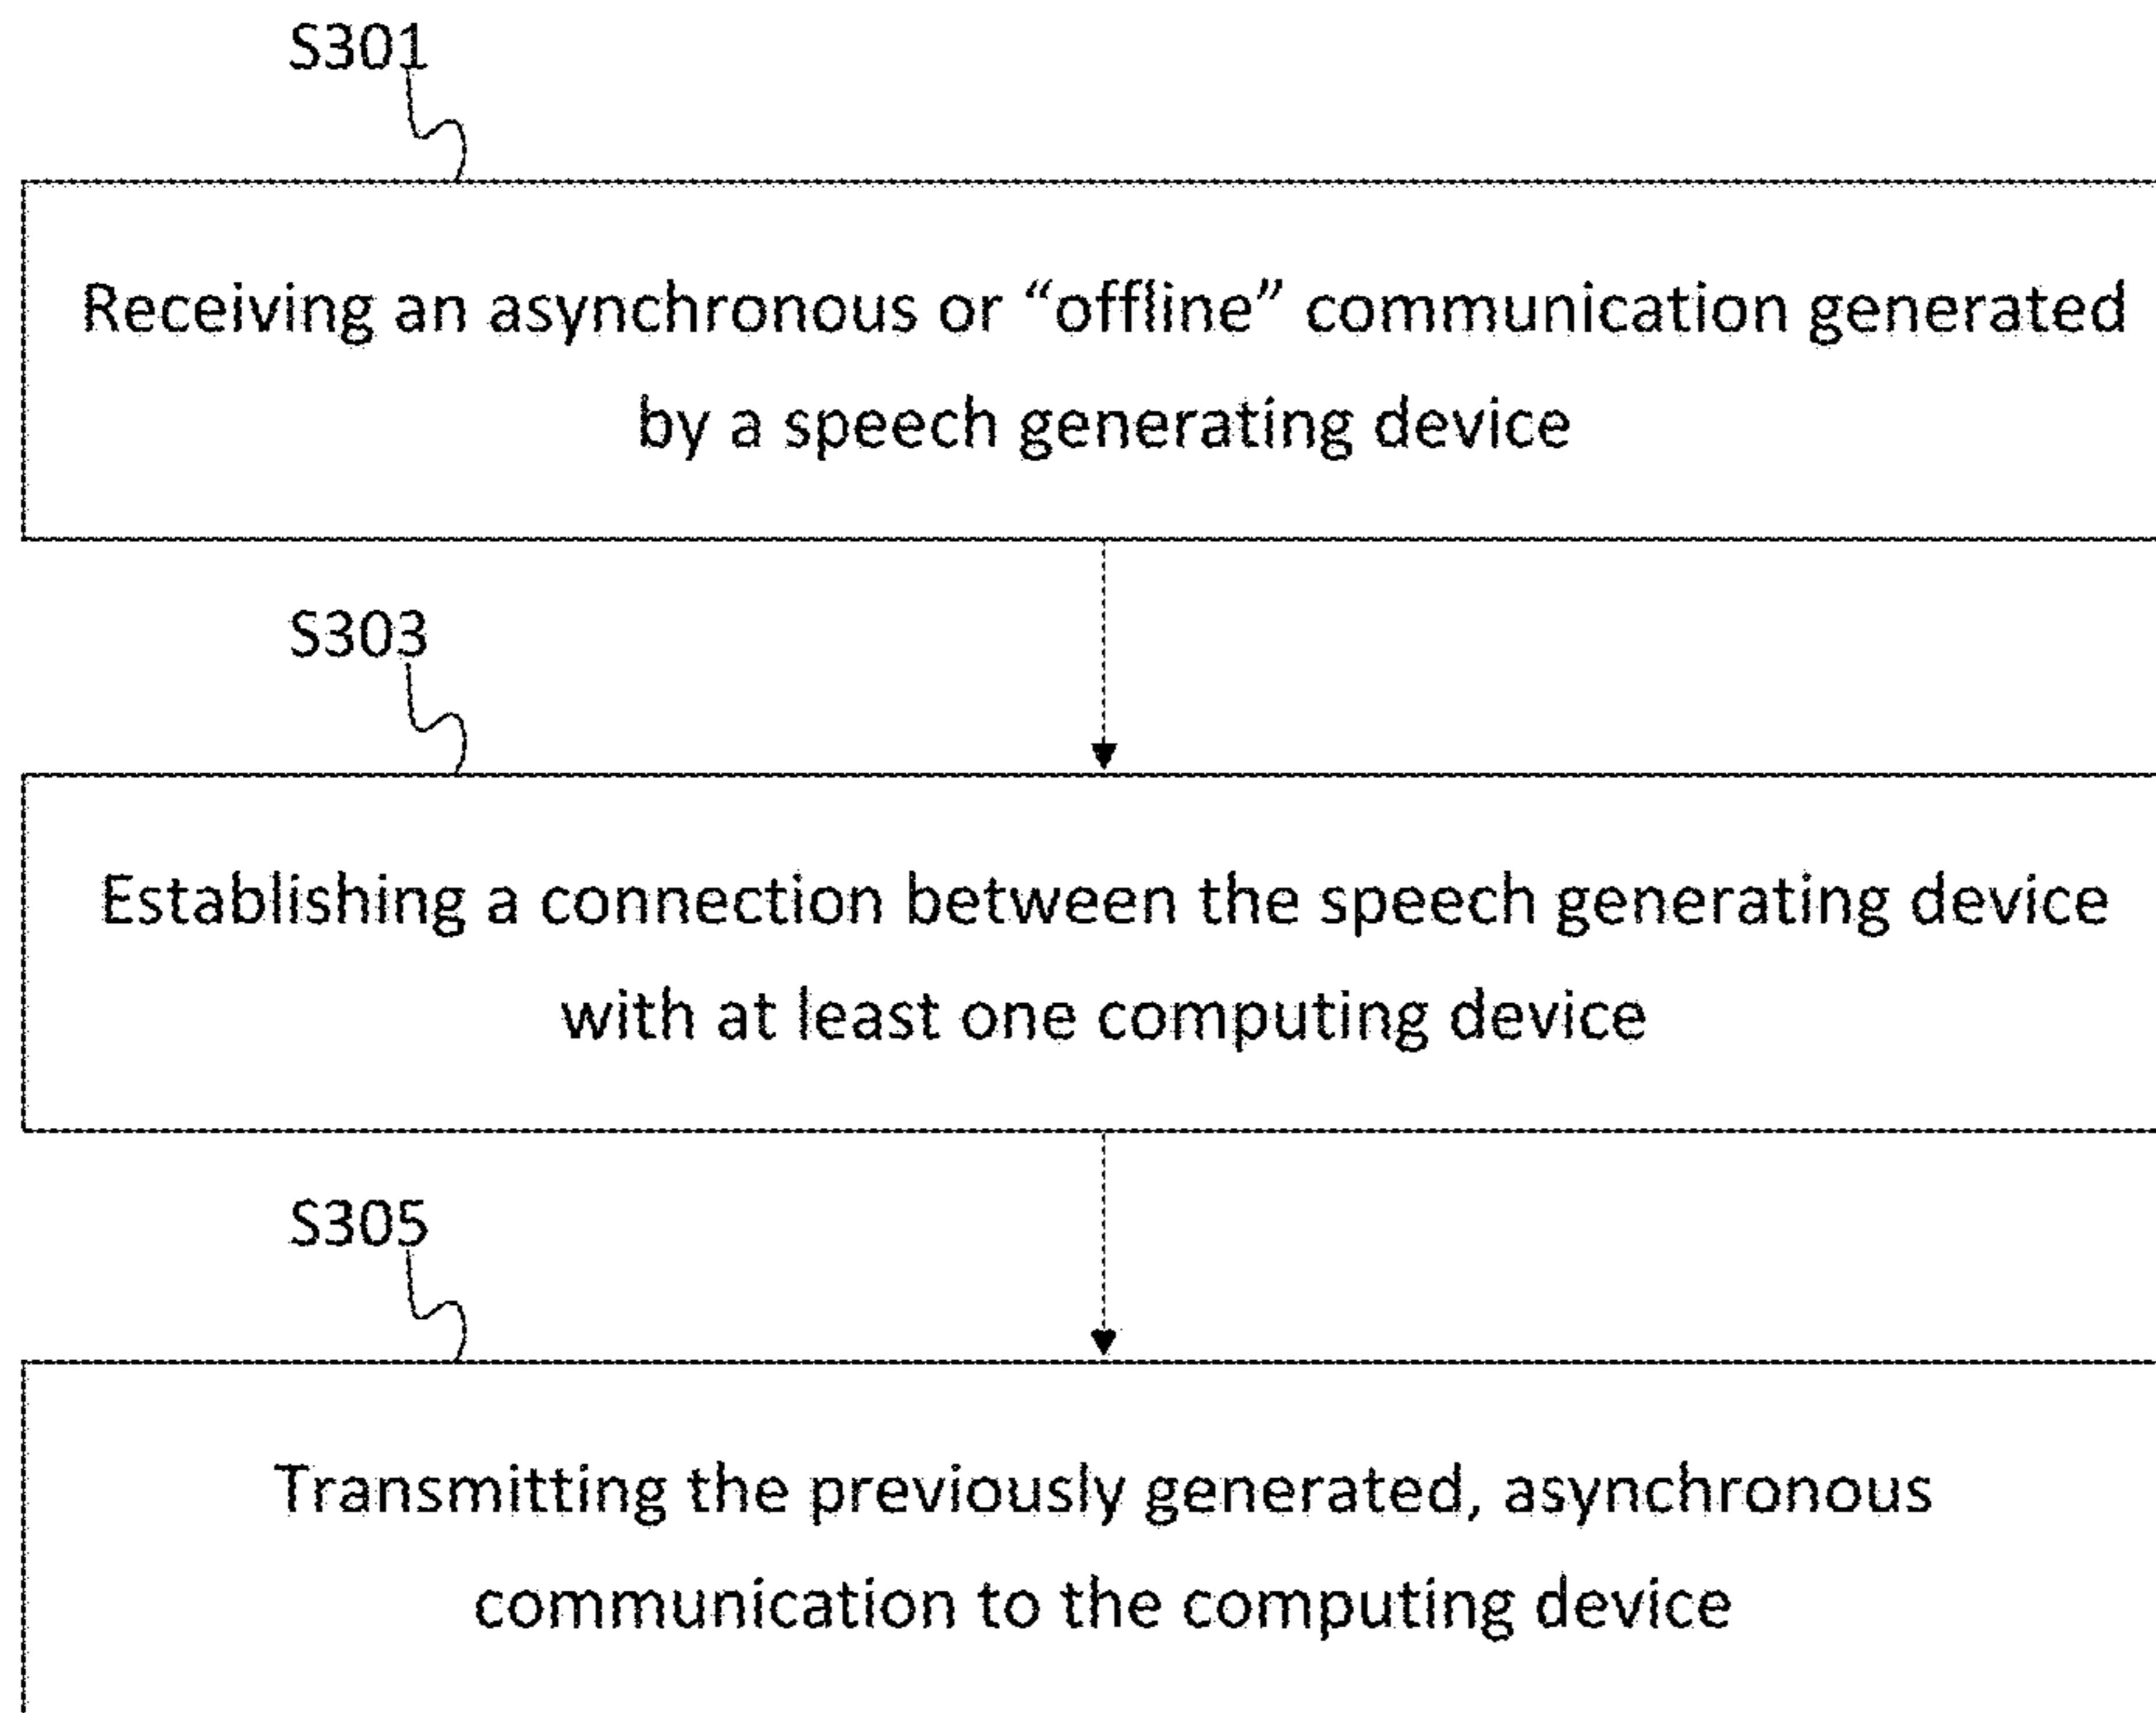 S301
Receiving an asynchronous or “offline” communication generated
by a speech generating device
S303
Establishing a connection between the speech generating device
with at least one computing device
S305
Transmitting the previously generated, asynchronous
communication to the computing device